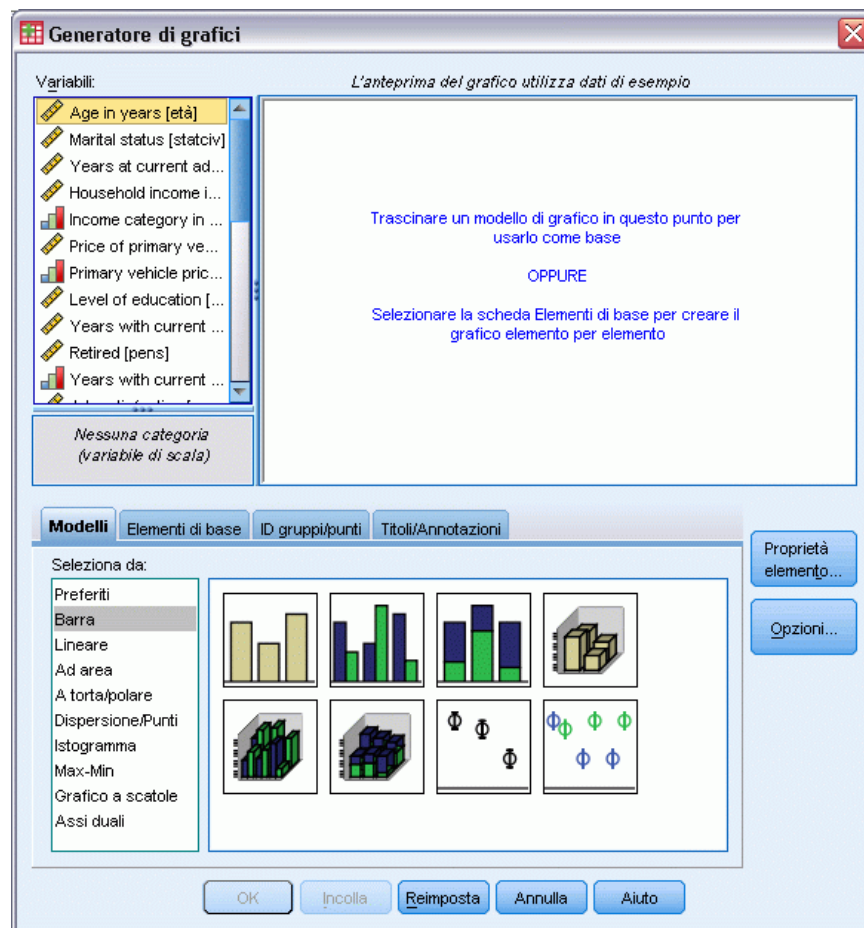 Generatore di grafici
Variabili:
L'anteprima del grafico utilizza dati di esempio
Age in years [età]
Marital status [statciv]
Years at current ad...
Household income i...
Income category in ...
Price of primary ve...
Primary vehicle pric...
Level of education [...
Years with current ...
Retired [pens]
Years with current ...
Trascinare un modello di grafico in questo punto per
usarlo come base
OPPURE
Selezionare la scheda Elementi di base per creare il
grafico elemento per elemento
Nessuna categoria
(variabile di scala)
Modelli
Elementi di base
ID gruppi/punti
Titoli/Annotazioni
Seleziona da:
Preferiti
Barra
Lineare
Ad area
A torta/polare
Dispersione/Punti
Istogramma
Max-Min
Grafico a scatole
Assi duali
Proprietà
elemento...
Opzioni...
OK
Incolla
Reimposta
Annulla
Aiuto